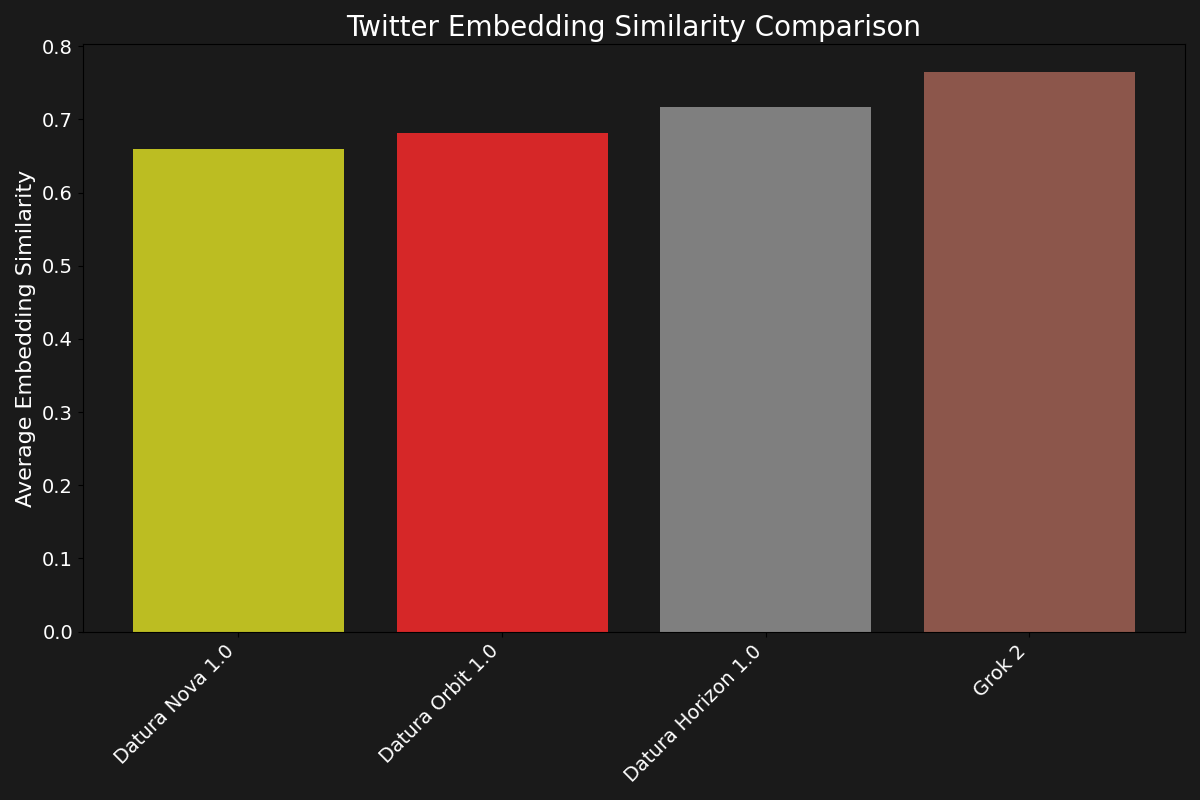 Twitter Embedding Similarity Comparison
Average Embedding Similarity
0.8
0.7
0.6
0.5
0.4
0.3
0.2
0.1
0.0
Datura Nova 1.0
Datura Orbit 1.0
Datura Horizon 1.0
Grok 2